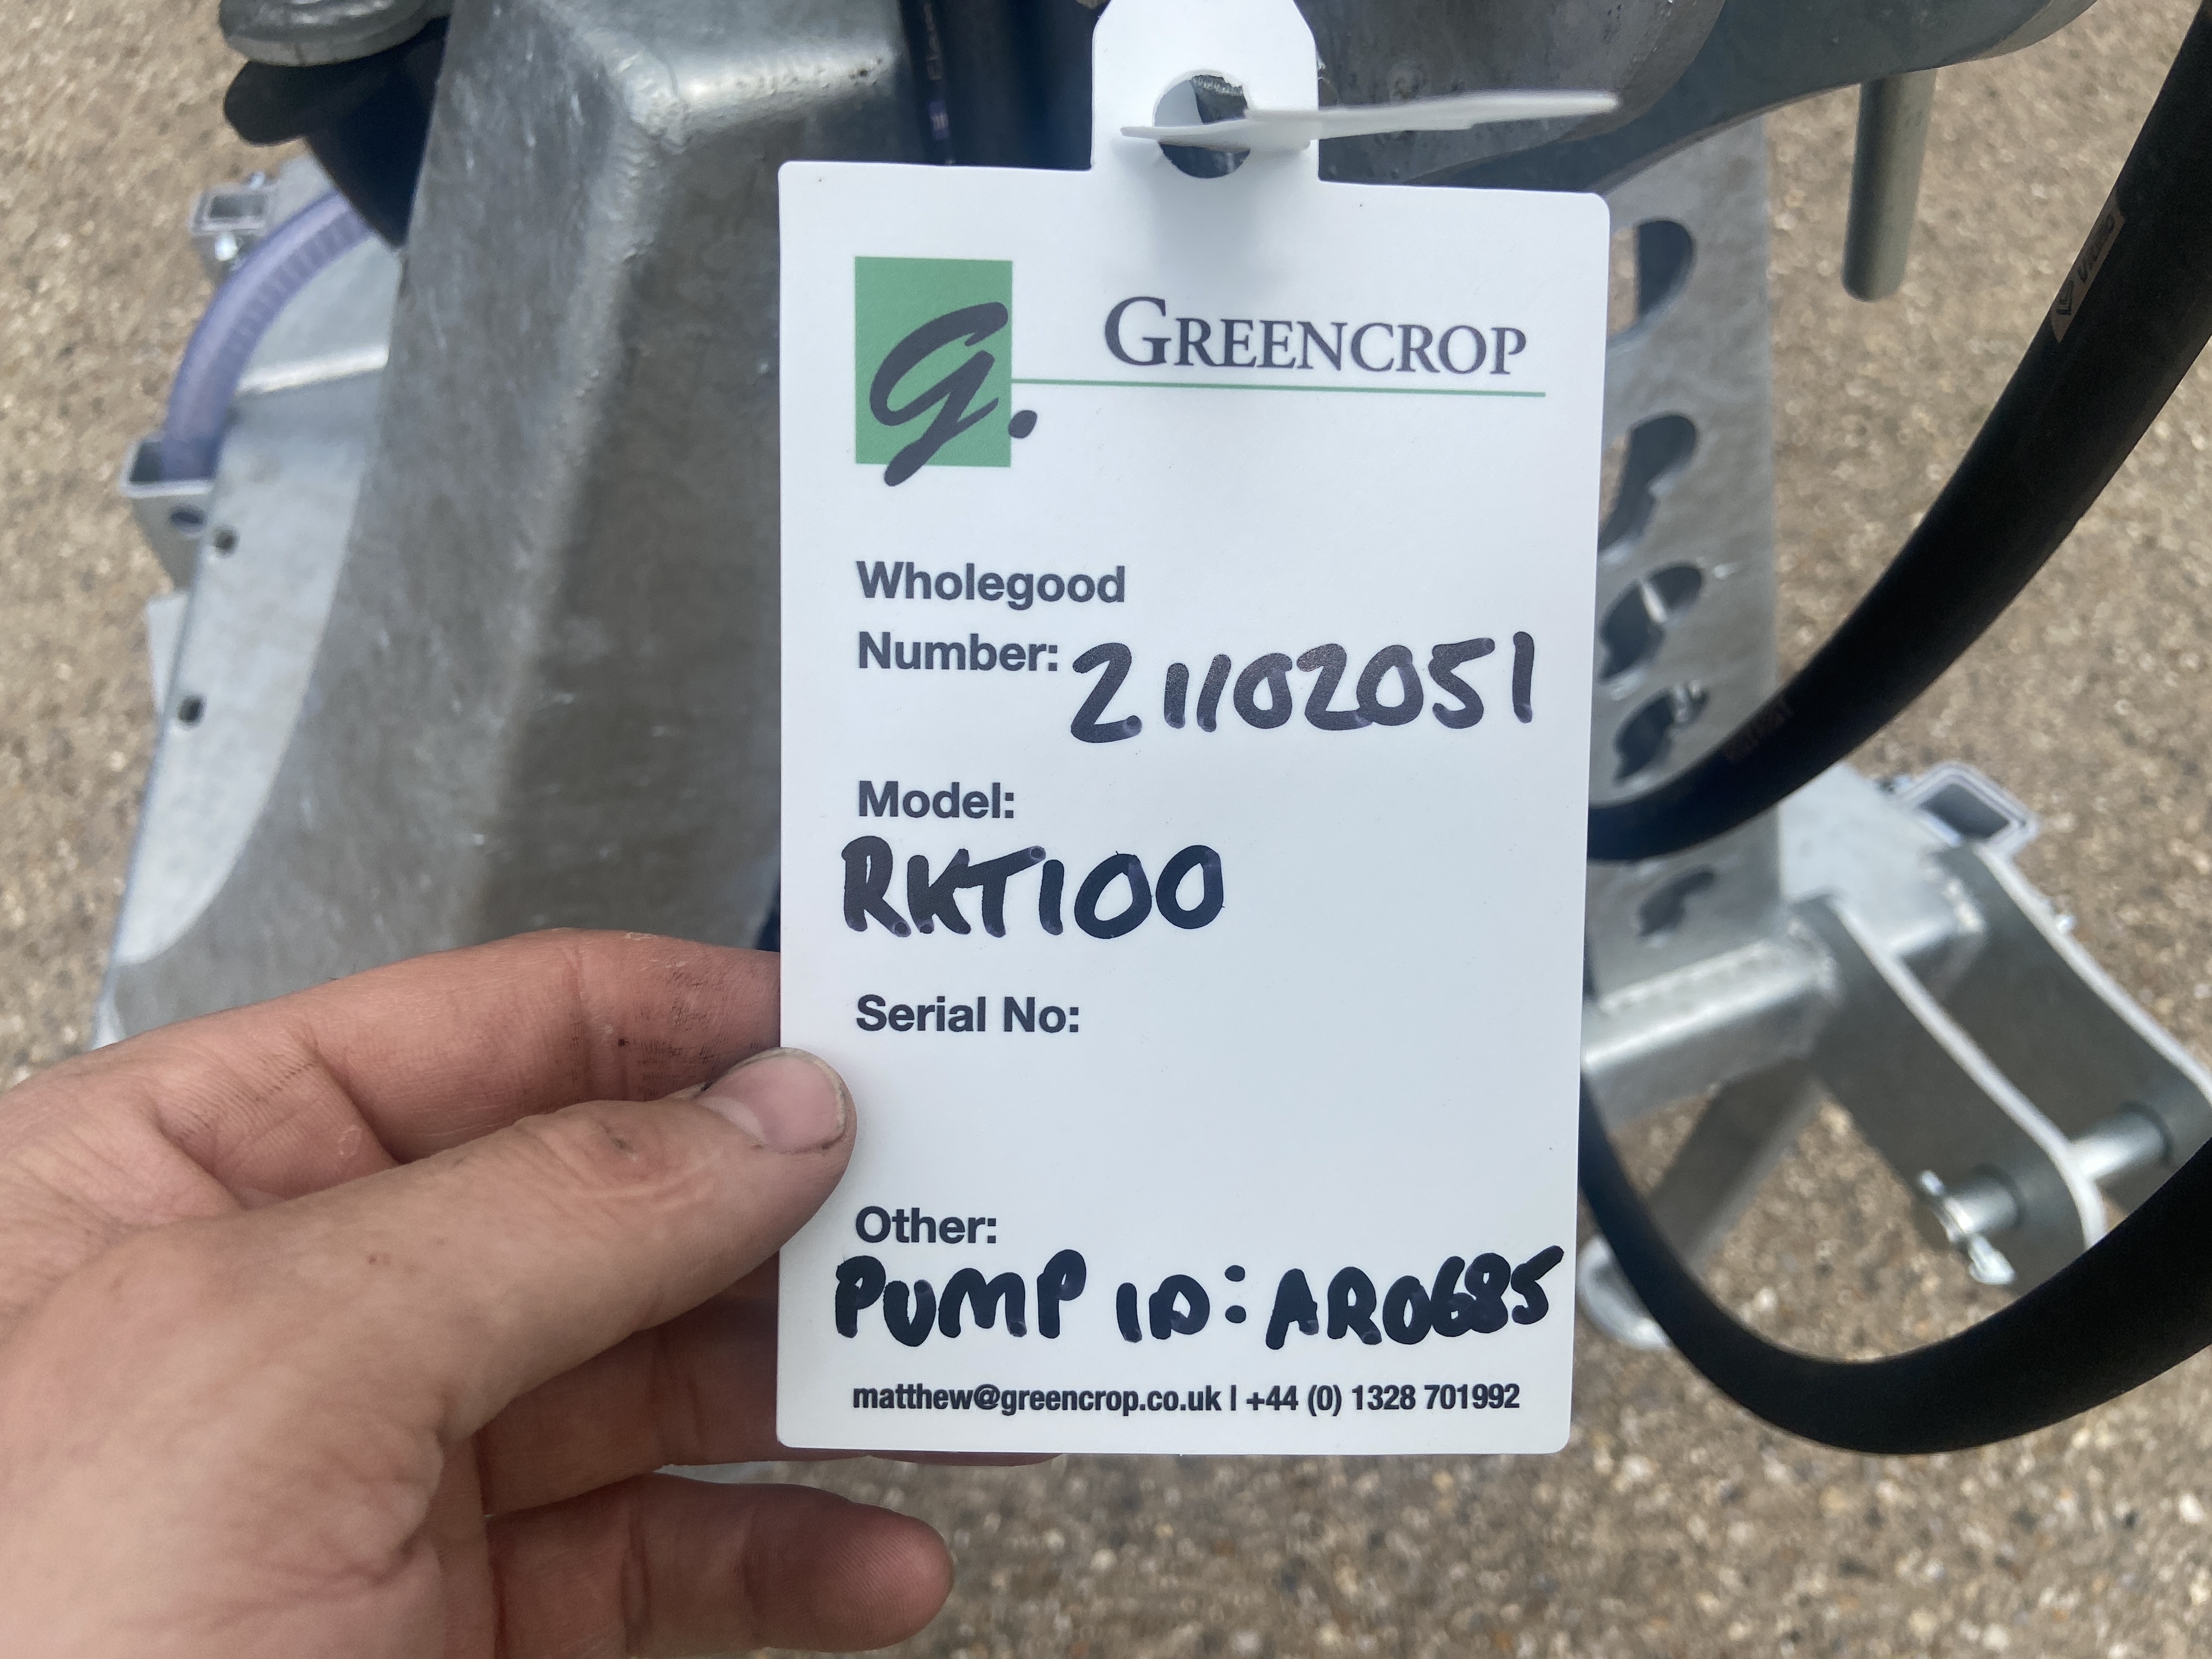 g.
GREENCROP
Wholegood
Number: 21102051
Model:
RKT100
Serial No:
Other:
PUMP ID: AR0685
matthew@greencrop.co.uk | +44 (0) 1328 701992